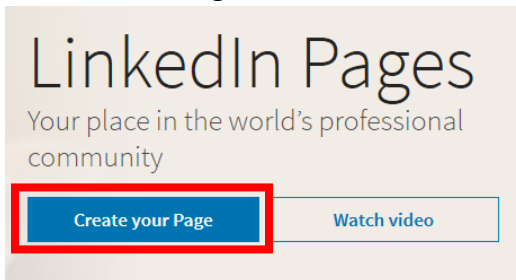 LinkedIn Pages
Your place in the world’s professional
community
Create your Page
Watch video